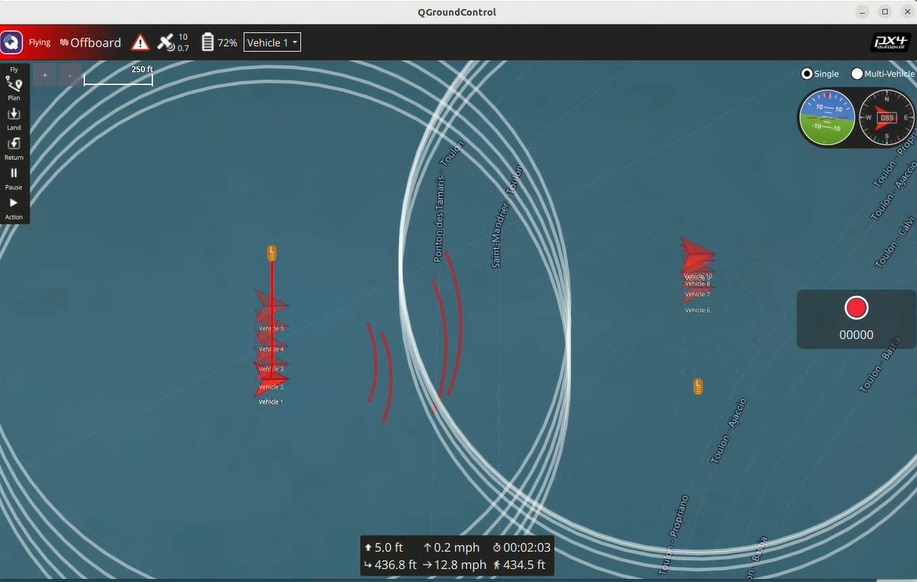 QGroundControl
Flying
Offboard
10
0.7
72%
Vehicle 1
PX4
autopilot
Fly
Plan
Land
Return
Pause
Action
+
-
250 ft
Single
Multi-Vehicle
10
10
-10
-10
N
W
089
E
S
Ponton des Tamaris - Toulon
Saint-Mandrier - Toulon
Toulon - Propri
Toulon - Ajaccio
Toulon - Calvi
Toulon - Bastia
Toulon - Ajaccio
Toulon - Propriano
L
Vehicle 5
Vehicle 4
Vehicle 3
Vehicle 2
Vehicle 1
Vehicle 10
Vehicle 8
Vehicle 7
Vehicle 6
L
00000
5.0 ft
0.2 mph
00:02:03
436.8 ft
12.8 mph
434.5 ft